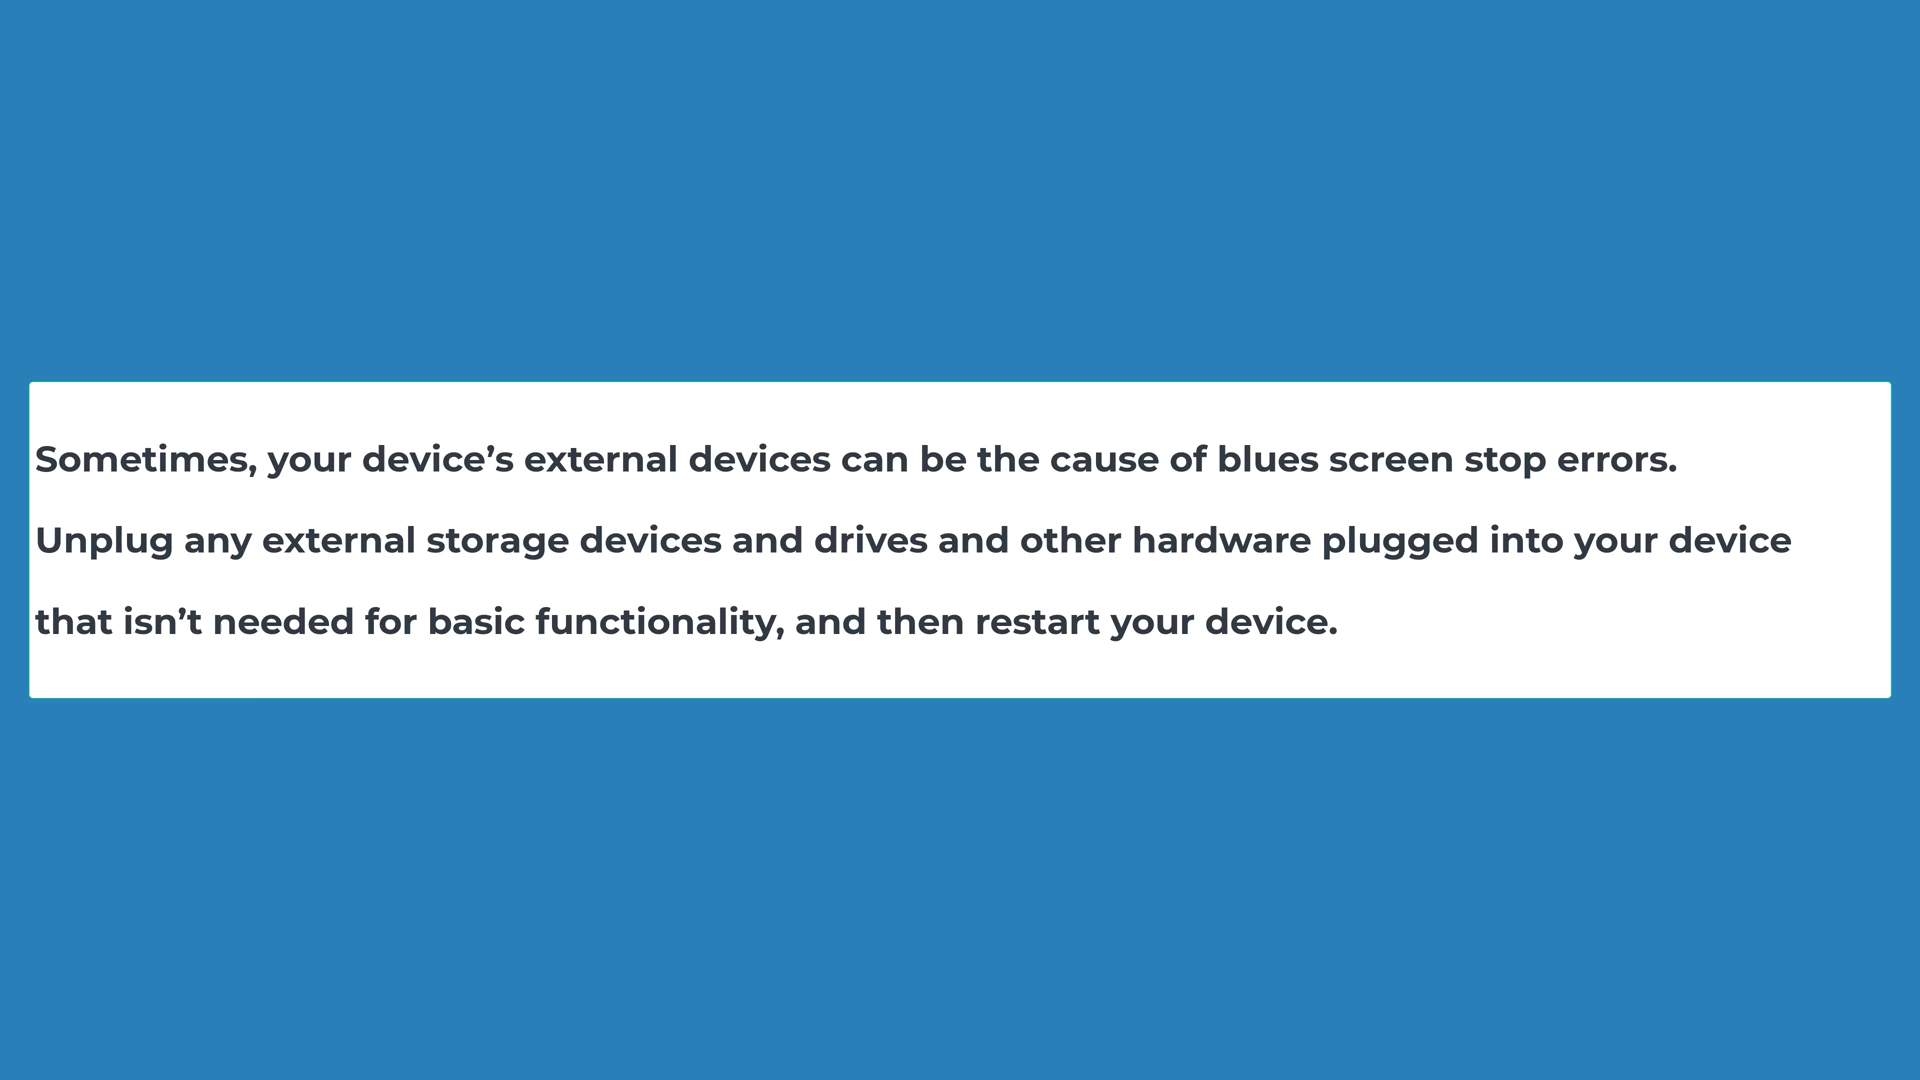 Sometimes, your device’s external devices can be the cause of blues screen stop errors.
Unplug any external storage devices and drives and other hardware plugged into your device
that isn’t needed for basic functionality, and then restart your device.